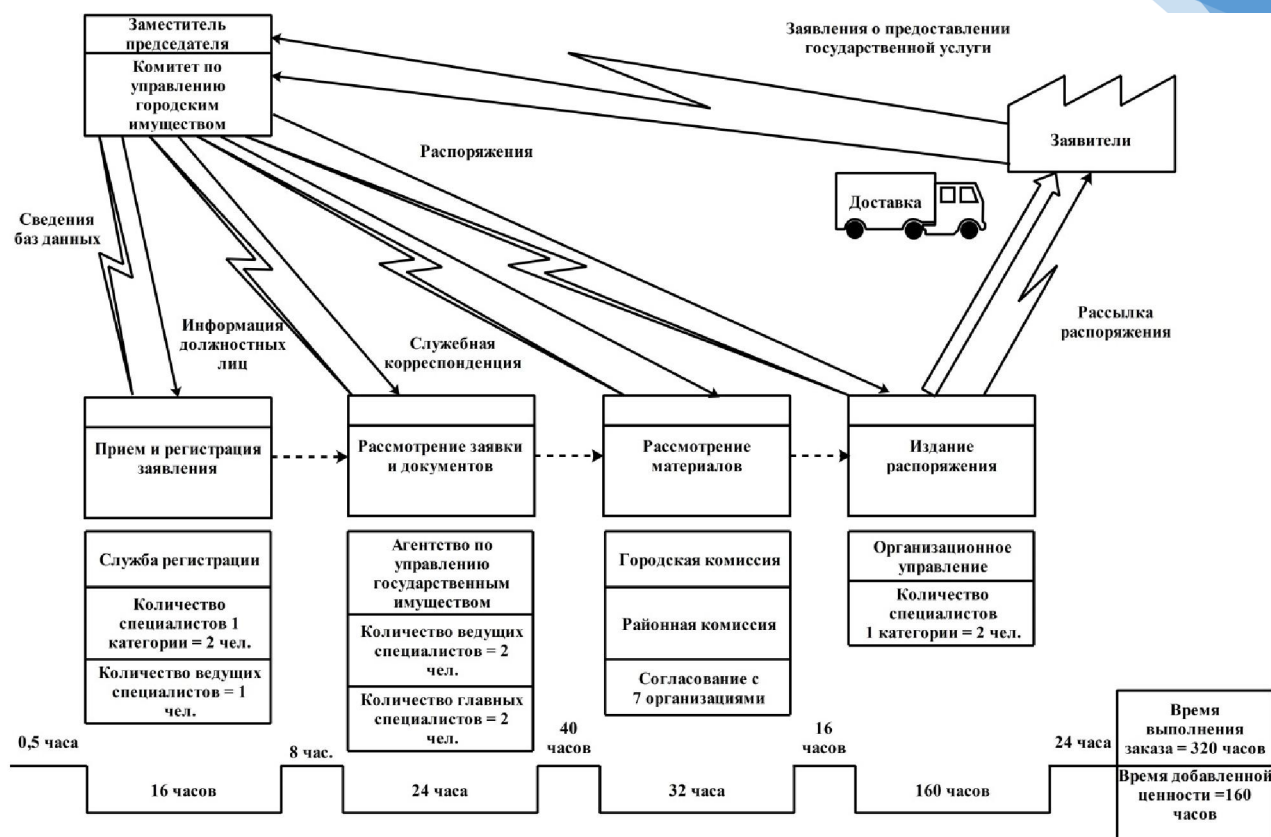 Заместитель
председателя
Комитет по
управлению
городским
имуществом
Заявления о предоставлении
государственной услуги
Заявители
Распоряжения
Доставка
Сведения
баз данных
Информация
должностных
лиц
Служебная
корреспонденция
Рассылка
распоряжения
Прием и регистрация
заявления
Рассмотрение заявки
и документов
Рассмотрение
материалов
Издание
распоряжения
Служба регистрации
Количество
специалистов 1
категории = 2 чел.
Количество ведущих
специалистов = 1
чел.
Агентство по
управлению
государственным
имуществом
Количество ведущих
специалистов = 2
чел.
Количество главных
специалистов = 2
чел.
Городская комиссия
Районная комиссия
Согласование с
7 организациями
Организационное
управление
Количество
специалистов
1 категории = 2 чел.
0,5 часа
16 часов
8 час.
24 часа
40
часов
32 часа
16
часов
160 часов
24 часа
Время
выполнения
заказа = 320 часов
Время добавленной
ценности =160
часов